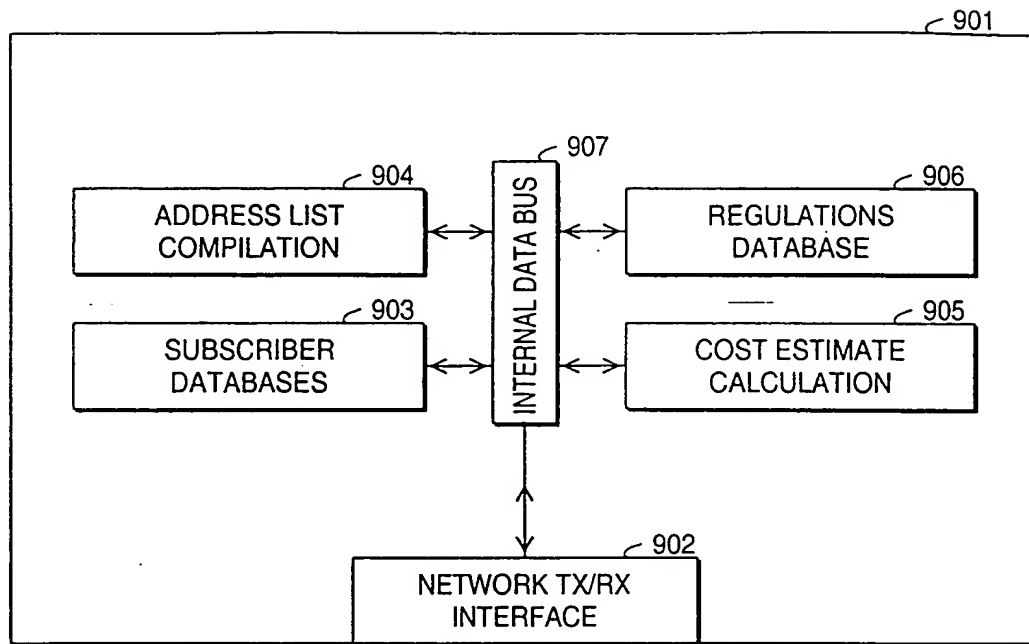 901
907
904
ADDRESS LIST
COMPILATION
906
REGULATIONS
DATABASE
INTERNAL DATA BUS
903
SUBSCRIBER
DATABASES
905
COST ESTIMATE
CALCULATION
902
NETWORK TX/RX
INTERFACE